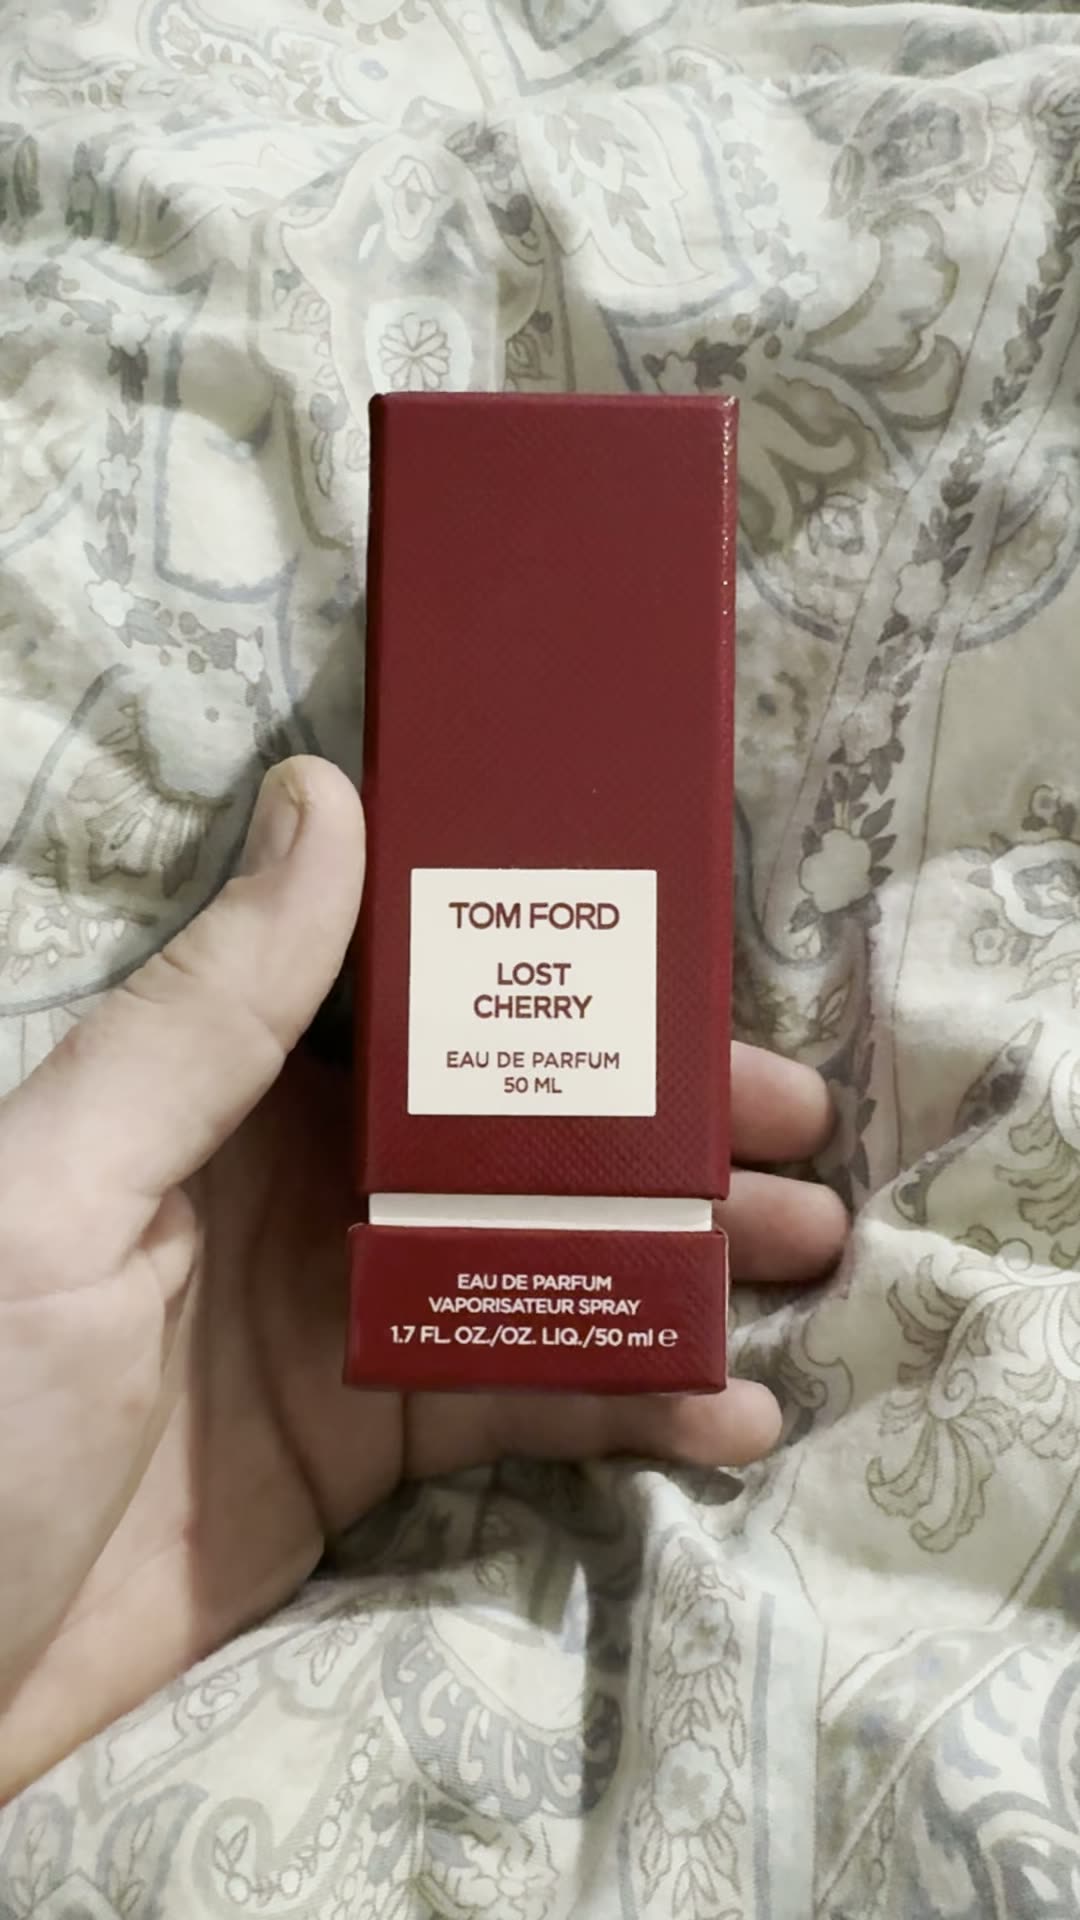 TOM FORD
LOST
CHERRY
EAU DE PARFUM
50 ML
EAU DE PARFUM
VAPORISATEUR SPRAY
1.7 FL. OZ./OZ. LIQ./50 ml ℮